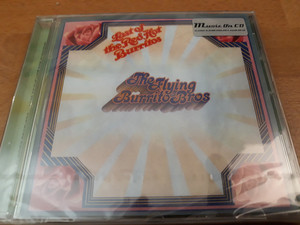 Last of
the Red Hot
Burritos
Music On CD
The Flying
Burrito Bros